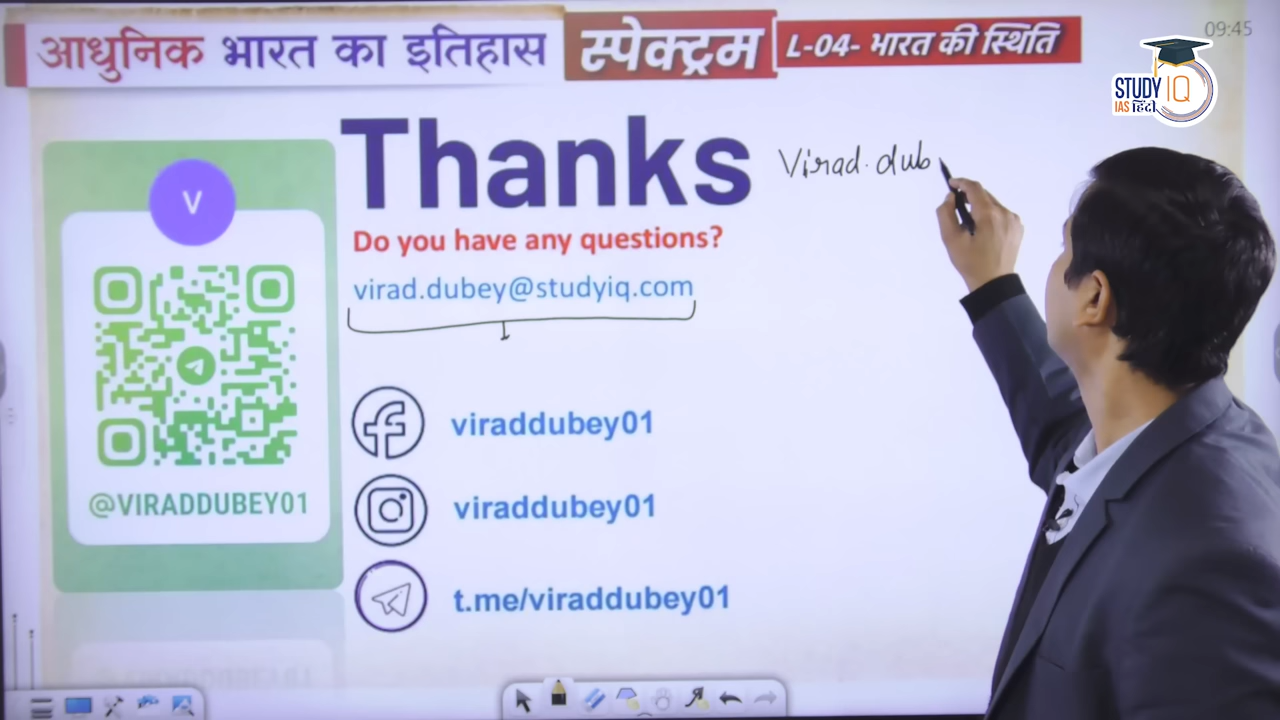 आधुनिक भारत का इतिहास स्पेक्ट्रम L-04- भारत की स्थिति
09:45
STUDY IQ
IAS हिंदी
Thanks
Virad.dub
Do you have any questions?
virad.dubey@studyiq.com
V
@VIRADDUBEY01
viraddubey01
viraddubey01
t.me/viraddubey01